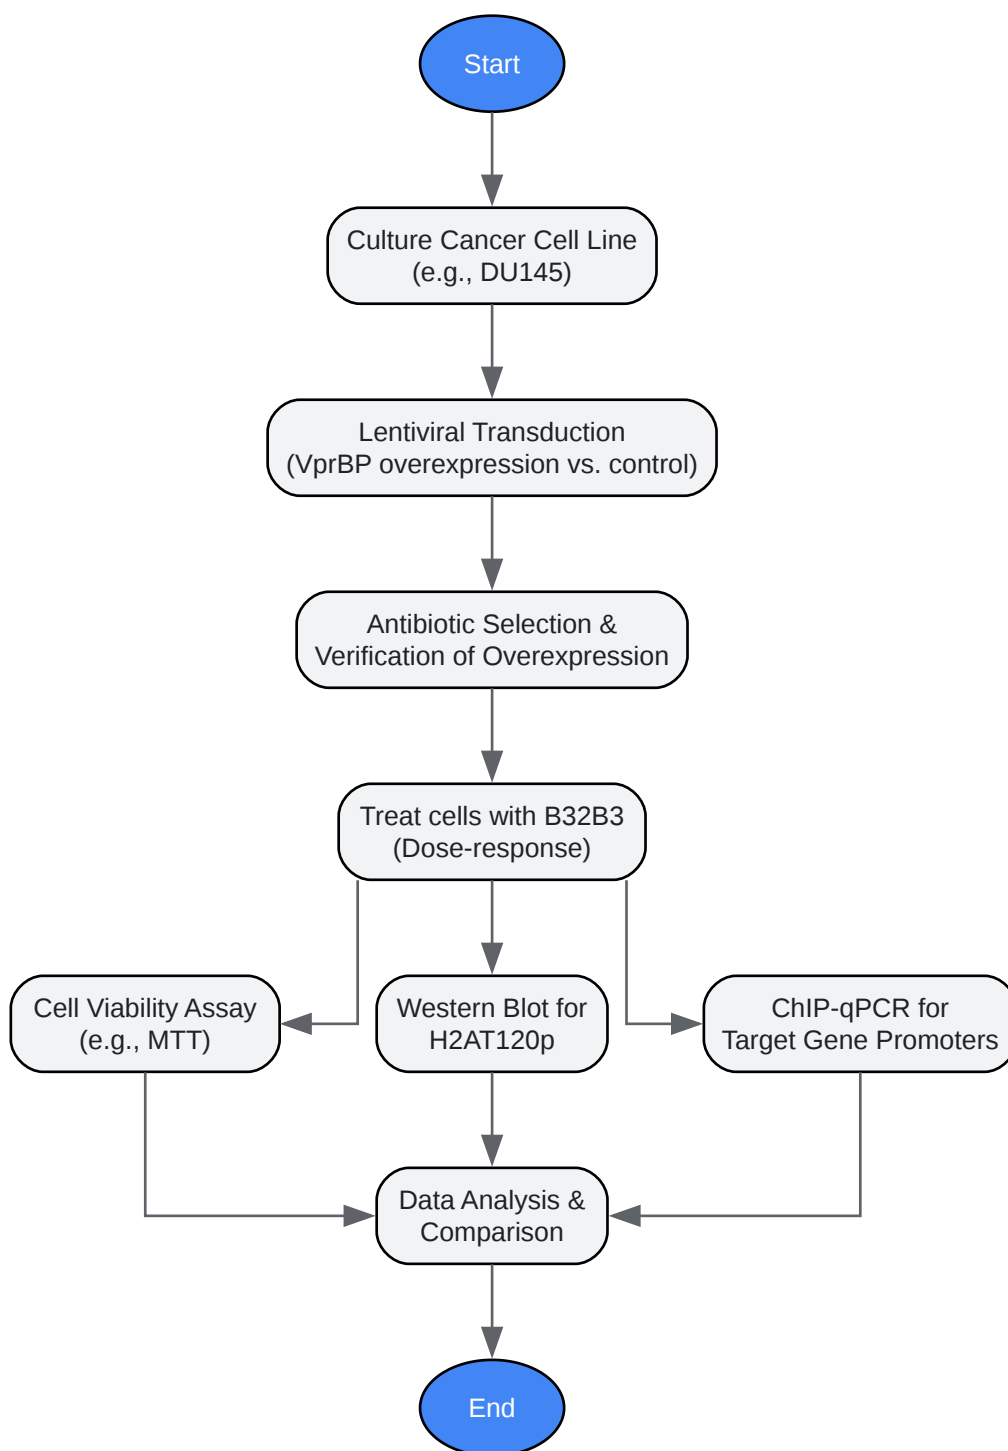 Start
Culture Cancer Cell Line
(e.g., DU145)
Lentiviral Transduction
(VprBP overexpression vs. control)
Antibiotic Selection &
Verification of Overexpression
Treat cells with B32B3
(Dose-response)
Cell Viability Assay
(e.g., MTT)
Western Blot for
H2AT120p
ChIP-qPCR for
Target Gene Promoters
Data Analysis &
Comparison
End